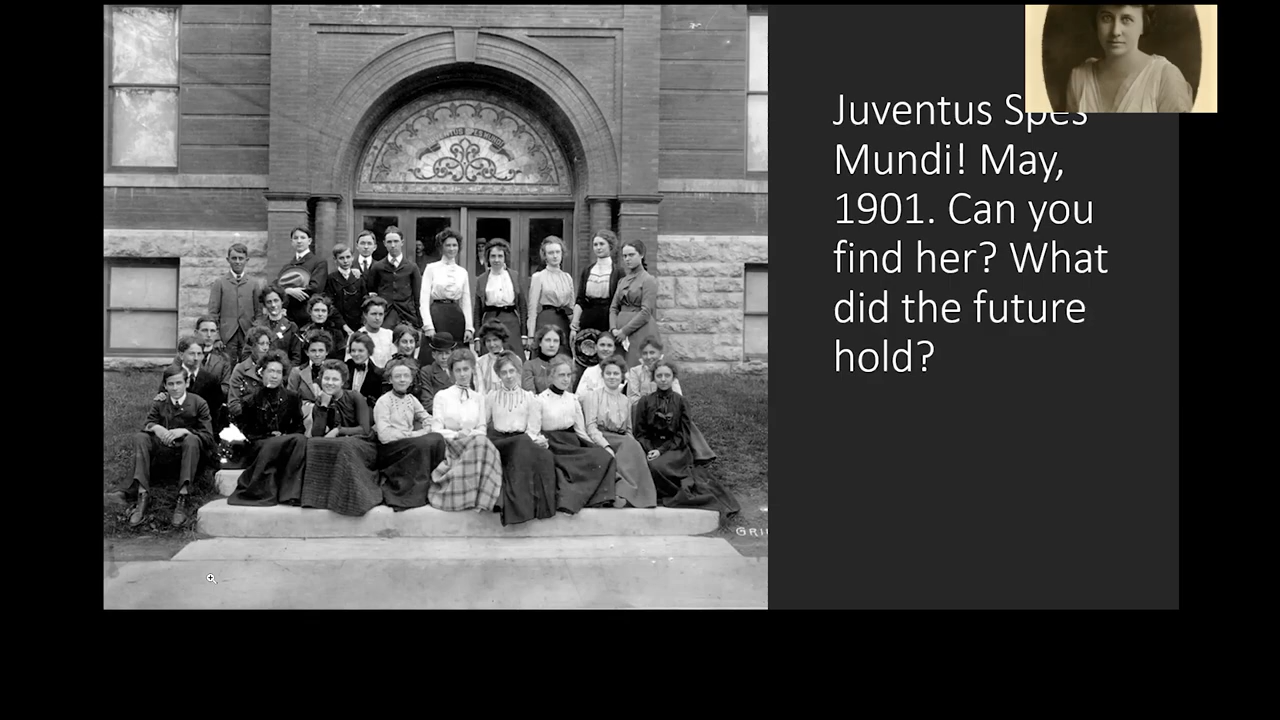 Juventus Spes
Mundi! May,
1901. Can you
find her? What
did the future
hold?